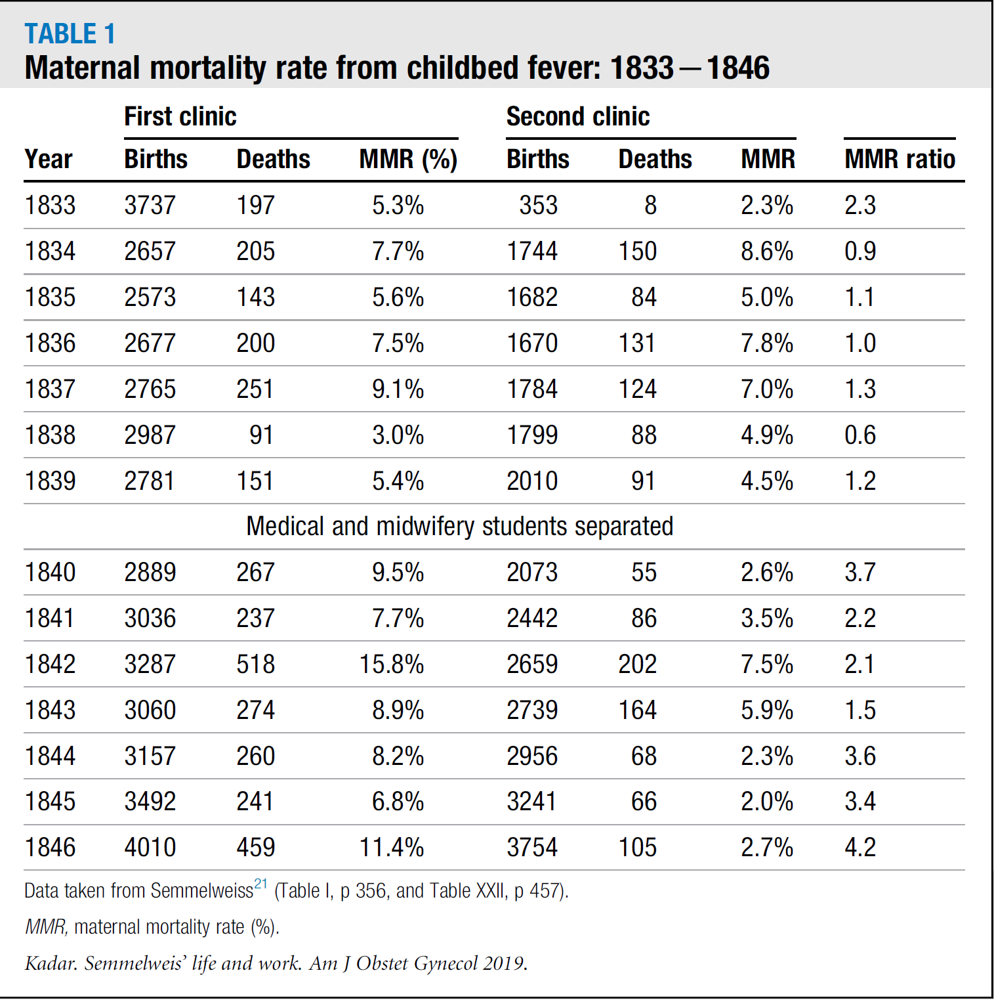 TABLE 1
Maternal mortality rate from childbed fever: 1833—1846
First clinic Second clinic
Year Births Deaths MMR (%) Births Deaths MMR MMR ratio
1833 3737 197 5.3% 353 8 2.3% 2.3
1834 2657 205 7.7% 1744 150 8.6% 0.9
1835 2573 143 5.6% 1682 84 5.0% 1.1
1836 2677 200 7.5% 1670 131 7.8% 1.0
1837 2765 251 9.1% 1784 124 7.0% 1.3
1838 2987 91 3.0% 1799 88 4.9% 0.6
1839 2781 151 5.4% 2010 91 4.5% 1.2
Medical and midwifery students separated
1840 2889 267 9.5% 2073 55 2.6% 3.7
1841 3036 237 7.7% 2442 86 3.5% 2.2
1842 3287 518 15.8% 2659 202 7.5% 2.1
1843 3060 274 8.9% 2739 164 5.9% 1.5
1844 3157 260 8.2% 2956 68 2.3% 3.6
1845 3492 241 6.8% 3241 66 2.0% 3.4
1846 4010 459 11.4% 3754 105 2.7% 4.2
Data taken from Semmelweiss21 (Table I, p 356, and Table XXII, p 457).
MMR, maternal mortality rate (%).
Kadar. Semmelweis’ life and work. Am J Obstet Gynecol 2019.